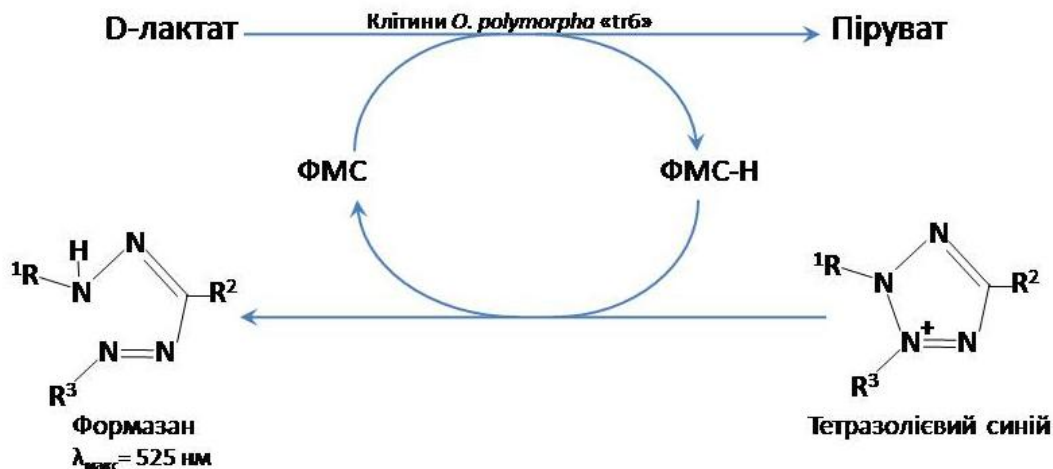 D-лактат
Клітини O. polymorpha «tr6»
Піруват
ФМС
ФМС-Н
H
N
¹R
N
R²
N=N
R³
N
¹R
N
R²
N⁺=N
R³
Формазан
λмакс= 525 нм
Тетразолієвий синій